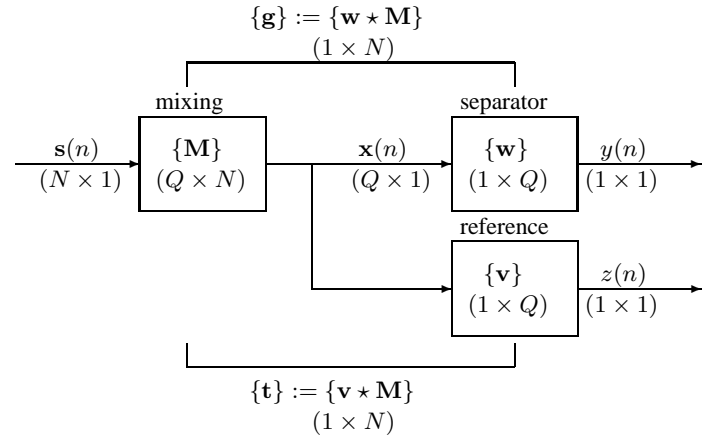 {g} := {w ⋆ M}
(1 × N)
mixing
separator
s(n)
{M}
x(n)
{w}
y(n)
(N × 1)
(Q × N)
(Q × 1)
(1 × Q)
(1 × 1)
reference
{v}
z(n)
(1 × Q)
(1 × 1)
{t} := {v ⋆ M}
(1 × N)